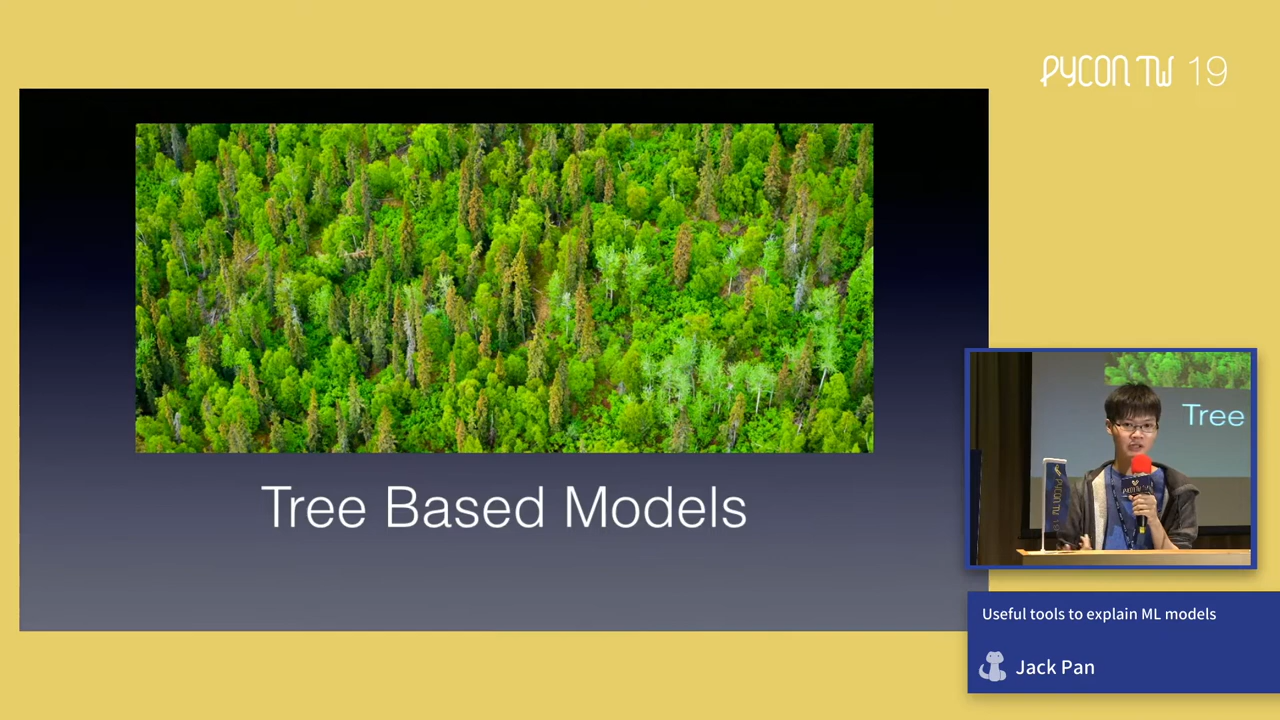 PYCON TW 19
Tree Based Models
Tree
Useful tools to explain ML models
Jack Pan